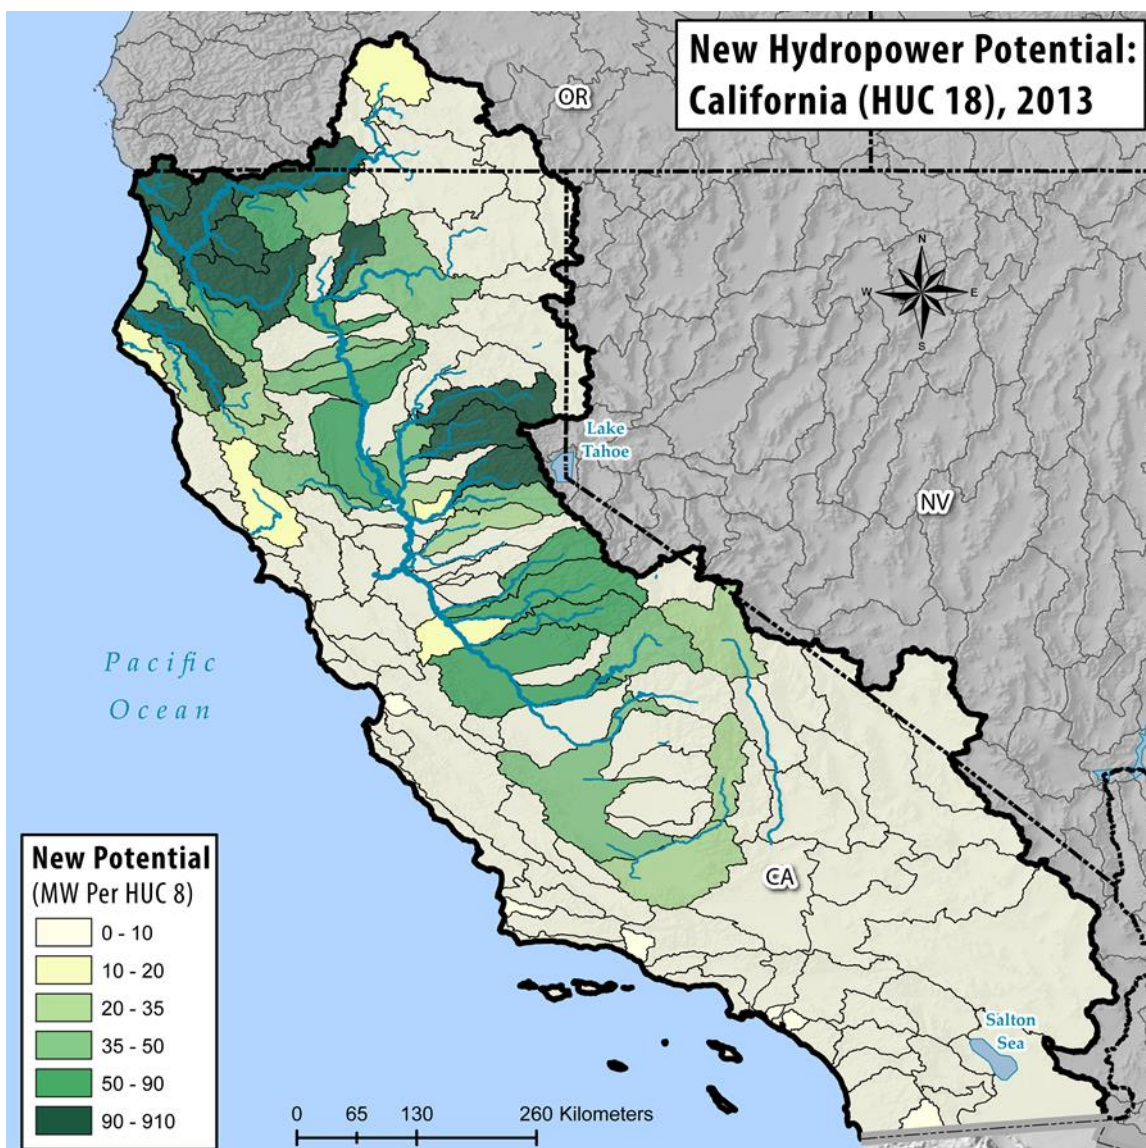 New Hydropower Potential:
California (HUC 18), 2013
OR
N
W
E
S
Lake
Tahoe
NV
Pacific
Ocean
CA
Salton
Sea
New Potential
(MW Per HUC 8)
0 - 10
10 - 20
20 - 35
35 - 50
50 - 90
90 - 910
0 65 130 260 Kilometers